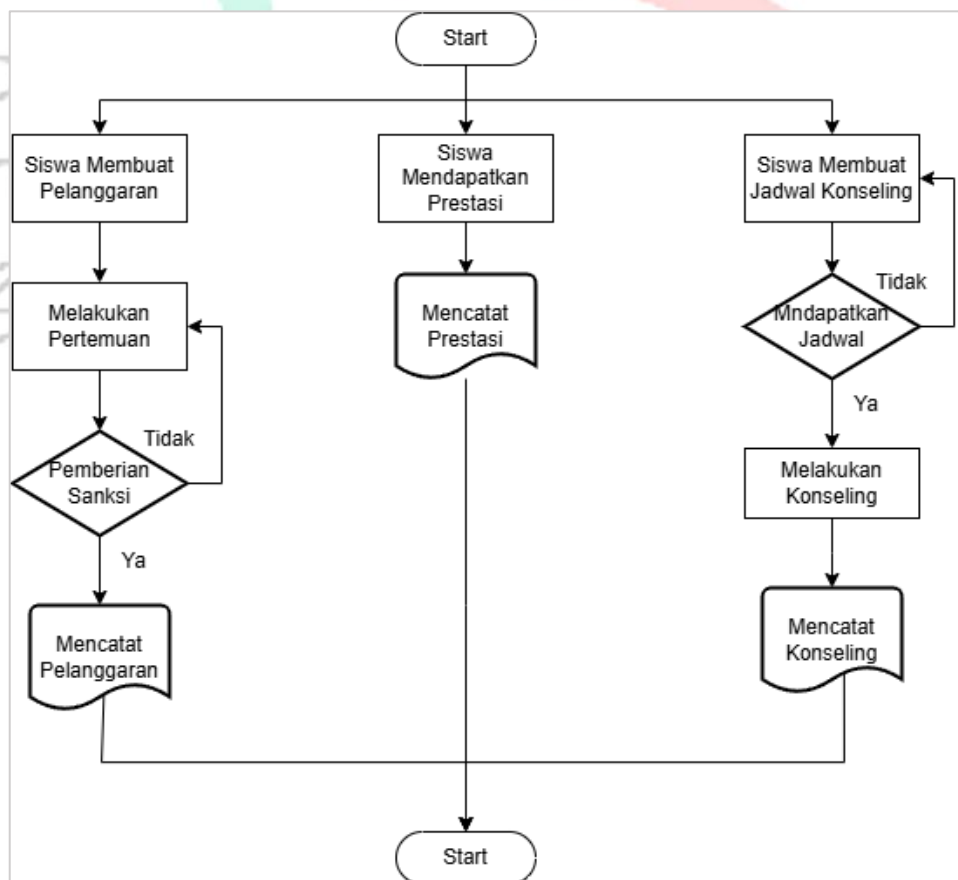 Start
Siswa Membuat
Pelanggaran
Siswa
Mendapatkan
Prestasi
Siswa Membuat
Jadwal Konseling
Melakukan
Pertemuan
Mencatat
Prestasi
Tidak
Mndapatkan
Jadwal
Ya
Tidak
Pemberian
Sanksi
Melakukan
Konseling
Ya
Mencatat
Pelanggaran
Mencatat
Konseling
Start